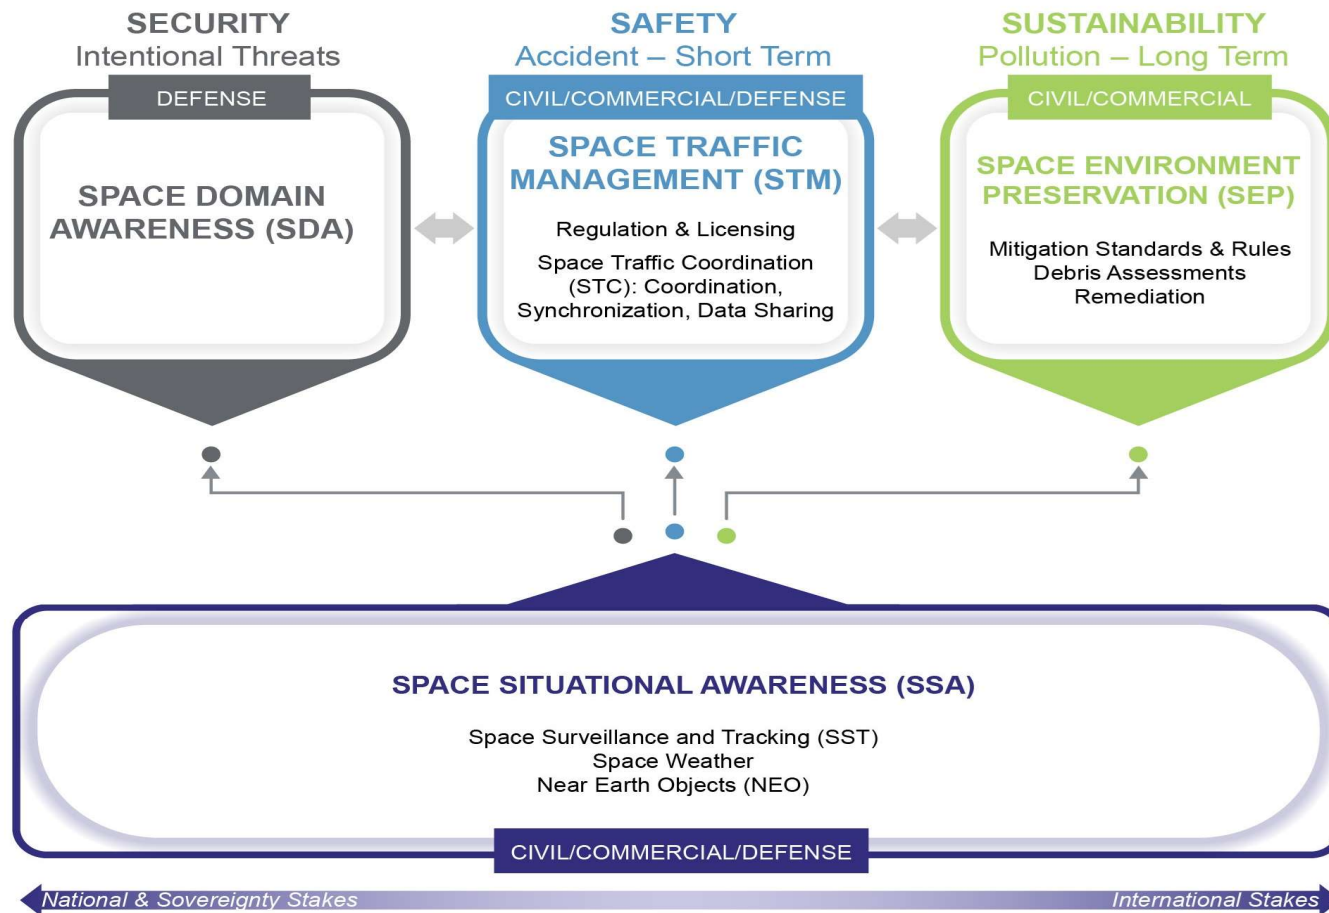 SECURITY
Intentional Threats
DEFENSE
SPACE DOMAIN
AWARENESS (SDA)
SAFETY
Accident – Short Term
CIVIL/COMMERCIAL/DEFENSE
SPACE TRAFFIC
MANAGEMENT (STM)
Regulation & Licensing
Space Traffic Coordination
(STC): Coordination,
Synchronization, Data Sharing
SUSTAINABILITY
Pollution – Long Term
CIVIL/COMMERCIAL
SPACE ENVIRONMENT
PRESERVATION (SEP)
Mitigation Standards & Rules
Debris Assessments
Remediation
SPACE SITUATIONAL AWARENESS (SSA)
Space Surveillance and Tracking (SST)
Space Weather
Near Earth Objects (NEO)
CIVIL/COMMERCIAL/DEFENSE
National & Sovereignty Stakes
International Stakes